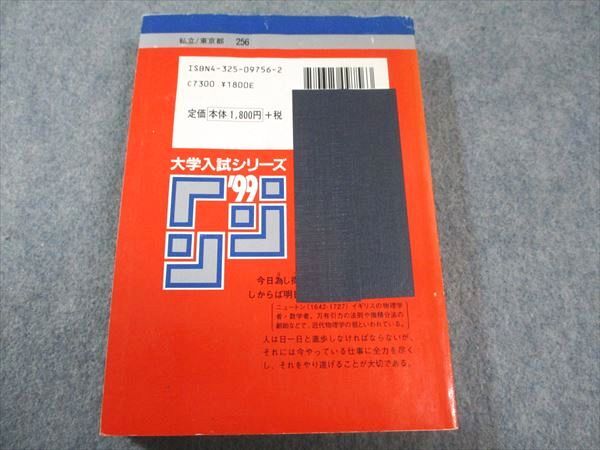 私立/東京都 256
ISBN4-325-09756-2
C7300 ¥1800E
定価 本体1,800円 +税
大学入試シリーズ
'99
今日為し得
しからば明日
ニュートン(1642-1727) イギリスの物理学
者・数学者。万有引力の法則や微積分法の
創始などで、近代物理学の祖といわれている。
人は日一日と進歩しなければならないが、
それには今やっている仕事に全力を尽く
し、それをやり遂げることが大切である。